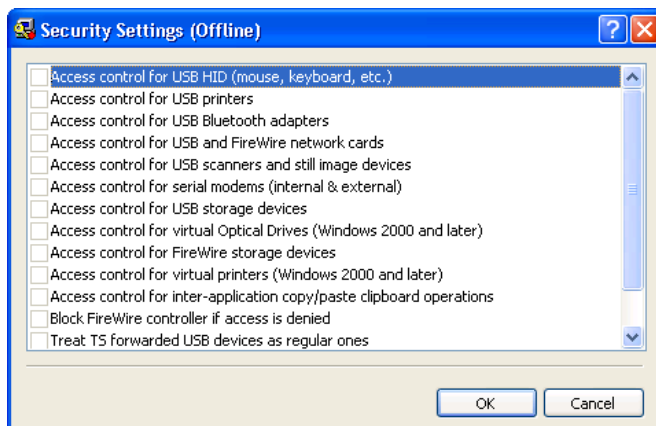 Security Settings (Offline)
Access control for USB HID (mouse, keyboard, etc.)
Access control for USB printers
Access control for USB Bluetooth adapters
Access control for USB and FireWire network cards
Access control for USB scanners and still image devices
Access control for serial modems (internal & external)
Access control for USB storage devices
Access control for virtual Optical Drives (Windows 2000 and later)
Access control for FireWire storage devices
Access control for virtual printers (Windows 2000 and later)
Access control for inter-application copy/paste clipboard operations
Block FireWire controller if access is denied
Treat TS forwarded USB devices as regular ones
OK Cancel